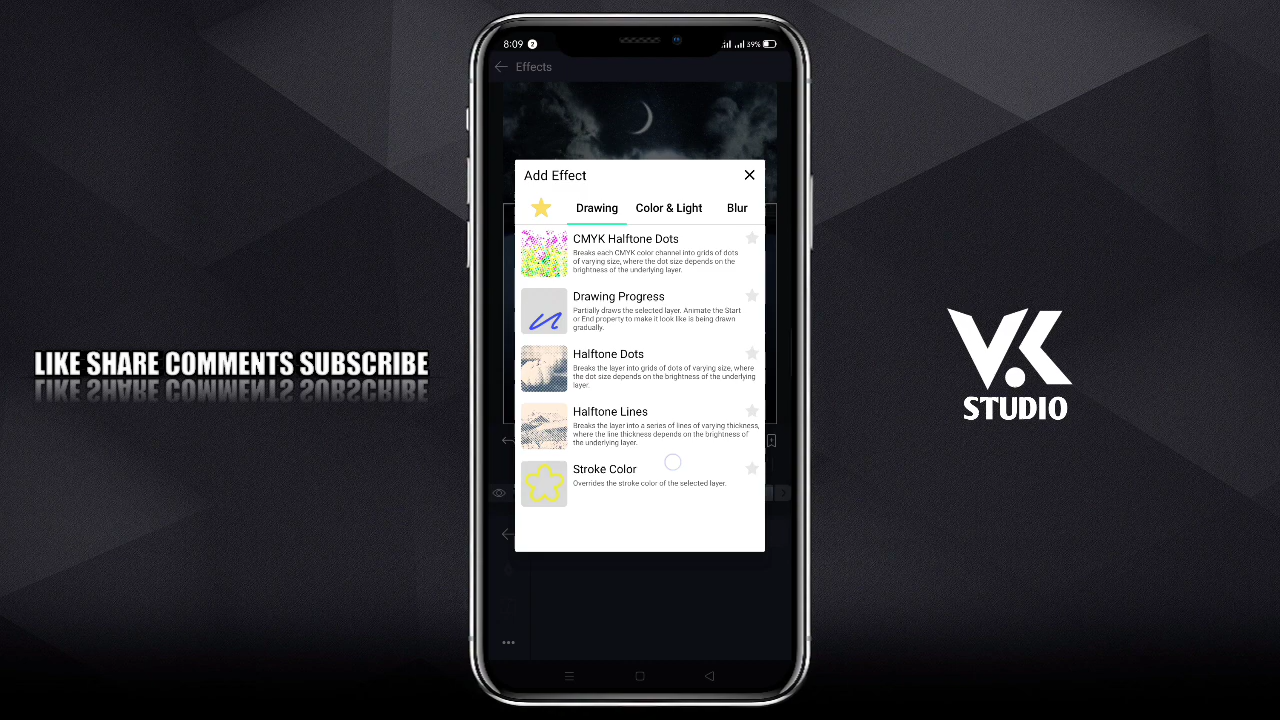 8:09
39%
Effects
Add Effect
Drawing
Color & Light
Blur
CMYK Halftone Dots
Breaks each CMYK color channel into grids of dots
of varying size, where the dot size depends on the
brightness of the underlying layer.
Drawing Progress
Partially draws the selected layer. Animate the Start
or End property to make it look like is being drawn
gradually.
Halftone Dots
Breaks the layer into grids of dots of varying size, where
the dot size depends on the brightness of the underlying
layer.
Halftone Lines
Breaks the layer into a series of lines of varying thickness,
where the line thickness depends on the brightness of
the underlying layer.
Stroke Color
Overrides the stroke color of the selected layer.
LIKE SHARE COMMENTS SUBSCRIBE
VK
STUDIO